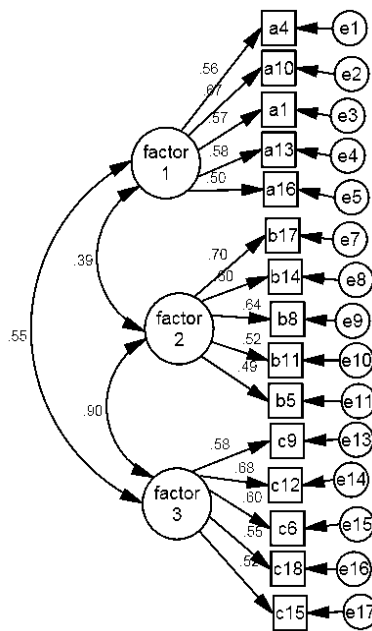 a4
e1
.56
a10
e2
.67
a1
e3
.57
factor
1
.58
a13
e4
.50
a16
e5
b17
e7
.70
.39
b14
e8
.64
b8
e9
.55
factor
2
.52
b11
e10
.49
b5
e11
.90
c9
e13
.58
.68
c12
e14
factor
3
.60
c6
e15
.55
c18
e16
c15
e17